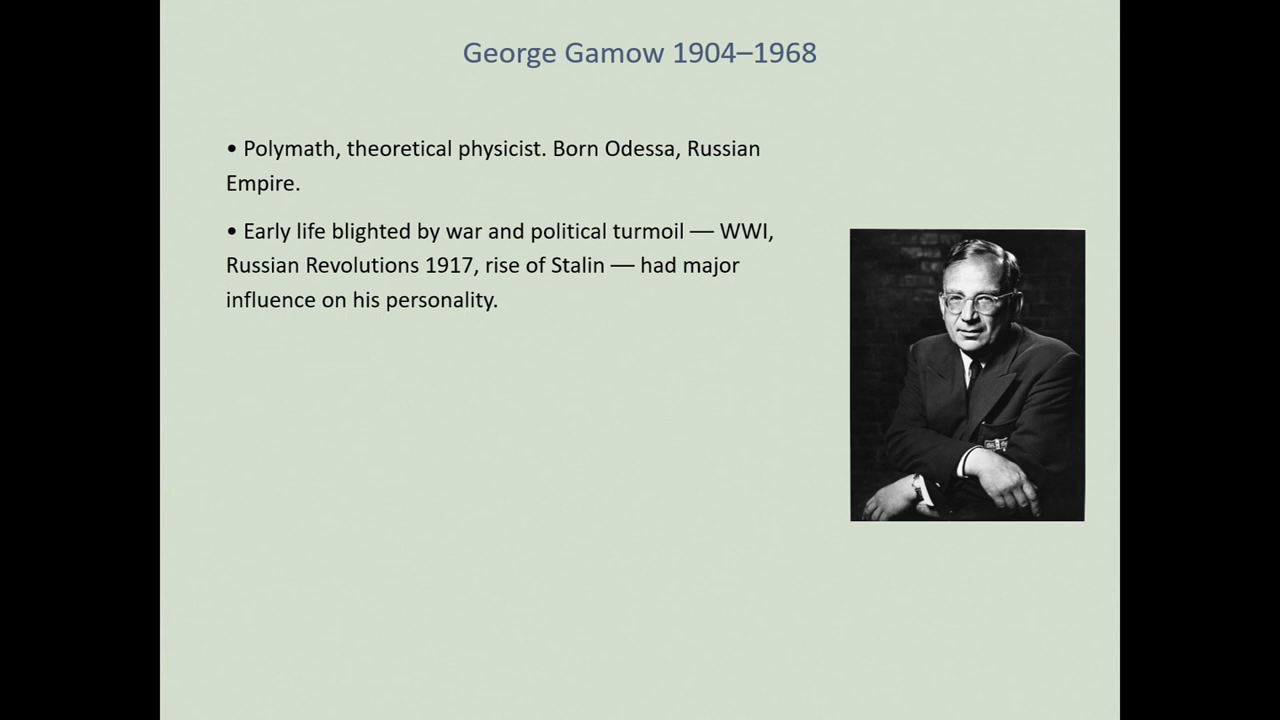 George Gamow 1904–1968
• Polymath, theoretical physicist. Born Odessa, Russian
Empire.
• Early life blighted by war and political turmoil — WWI,
Russian Revolutions 1917, rise of Stalin — had major
influence on his personality.